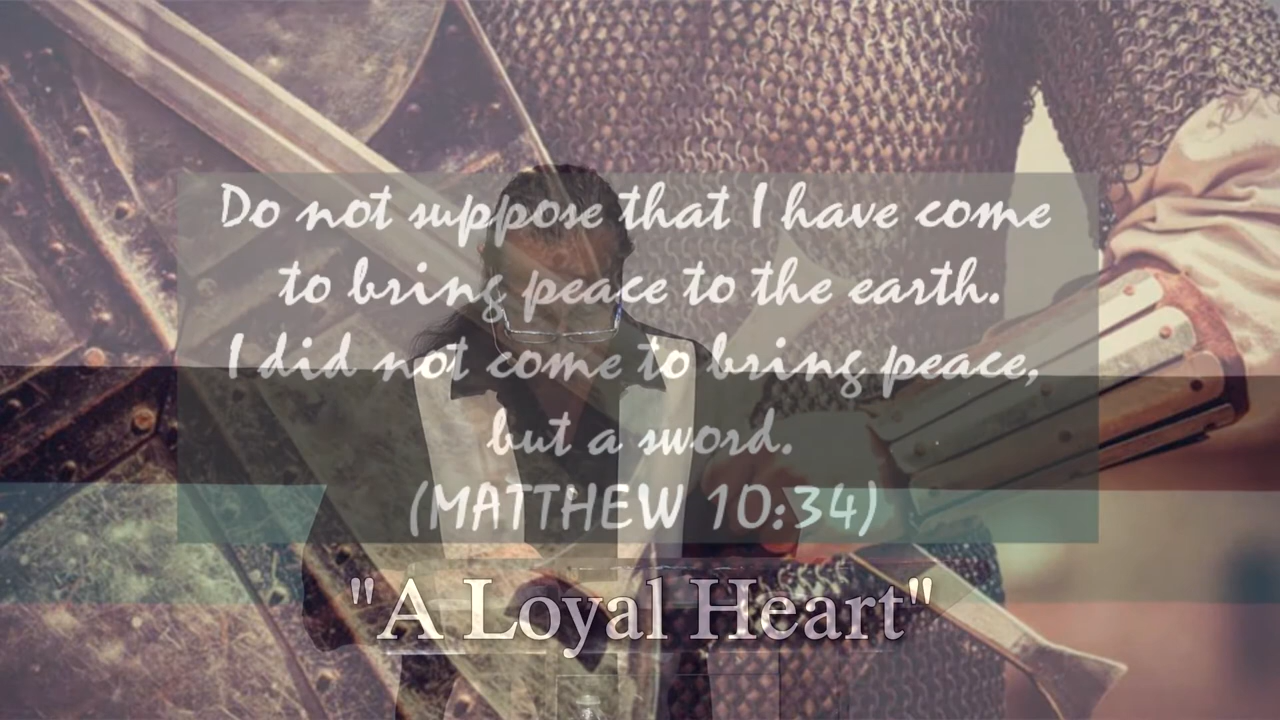 Do not suppose that I have come
to bring peace to the earth.
I did not come to bring peace,
but a sword.
(MATTHEW 10:34)
"A Loyal Heart"